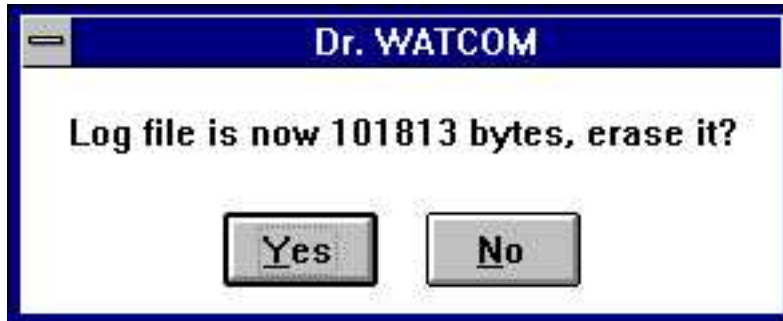 Dr. WATCOM
Log file is now 101813 bytes, erase it?
Yes No